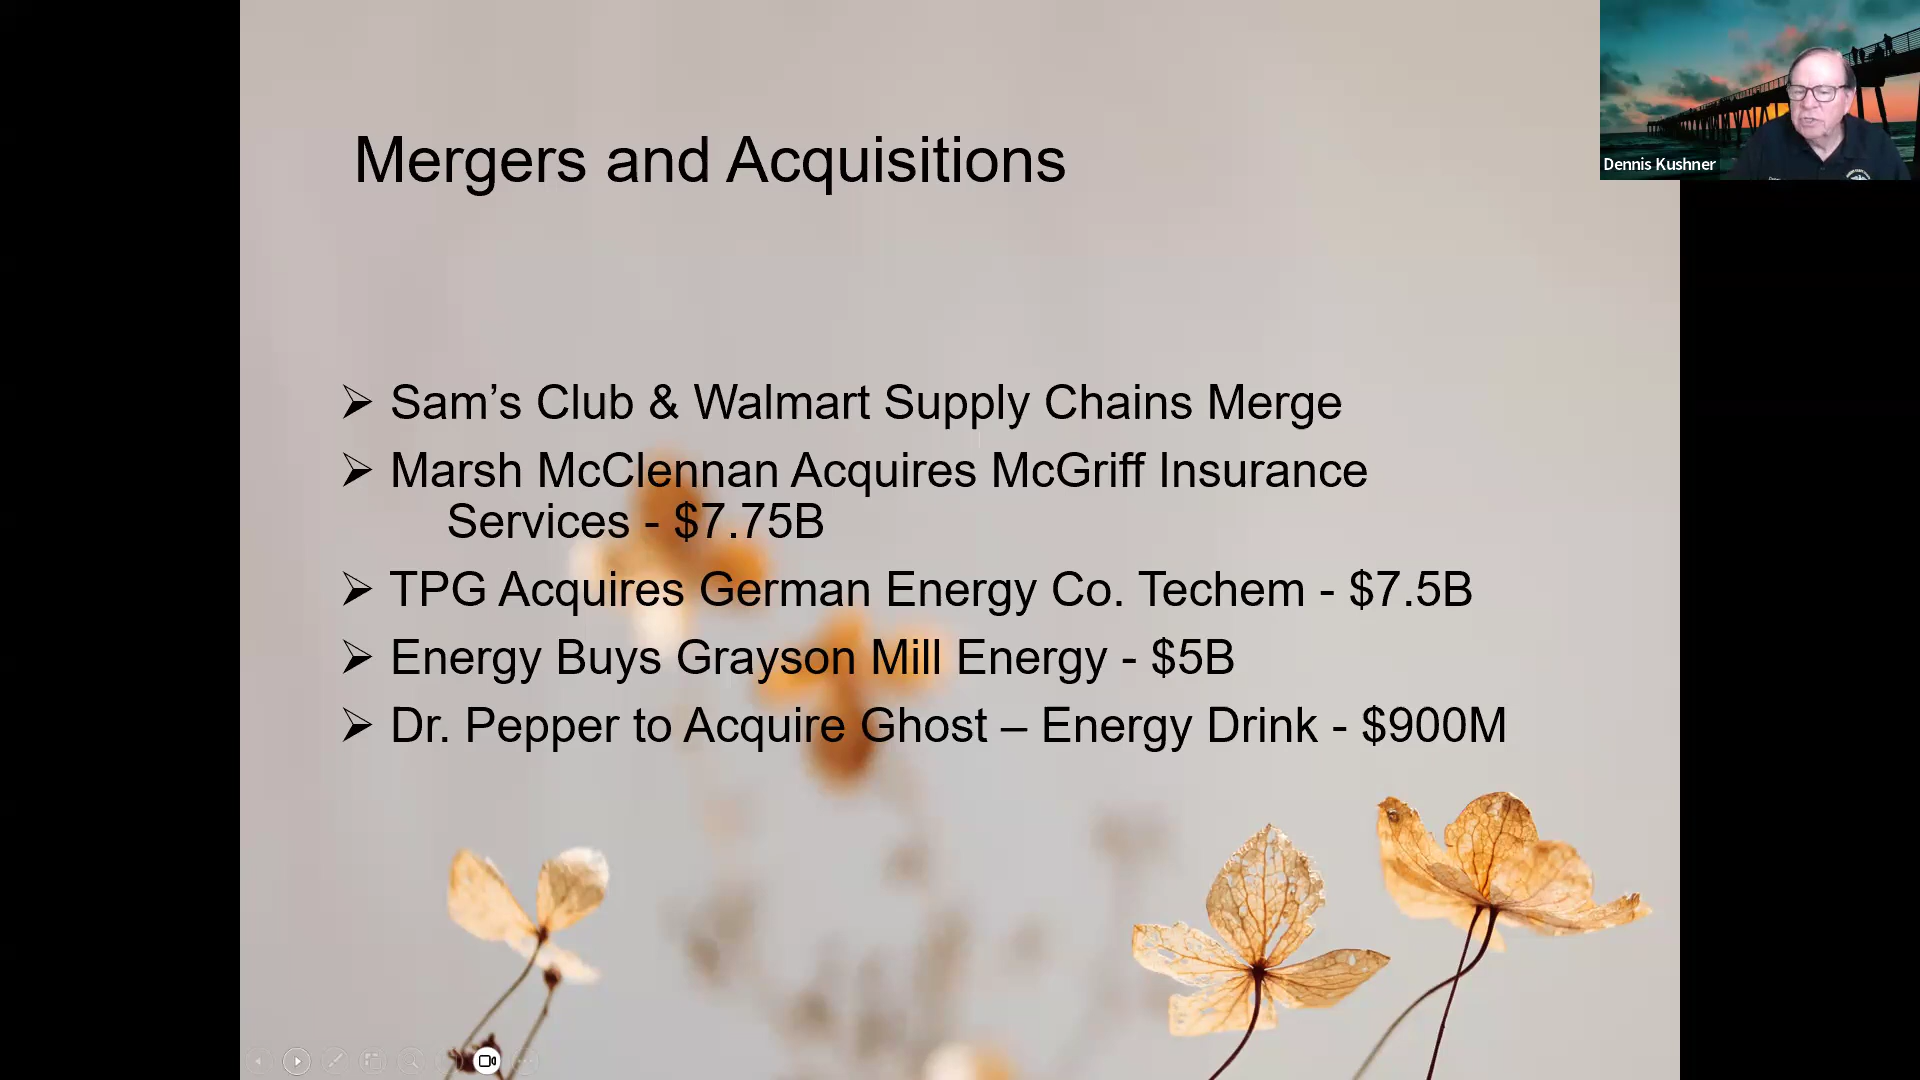 Mergers and Acquisitions
Dennis Kushner
➢ Sam’s Club & Walmart Supply Chains Merge
➢ Marsh McClennan Acquires McGriff Insurance
Services - $7.75B
➢ TPG Acquires German Energy Co. Techem - $7.5B
➢ Energy Buys Grayson Mill Energy - $5B
➢ Dr. Pepper to Acquire Ghost – Energy Drink - $900M